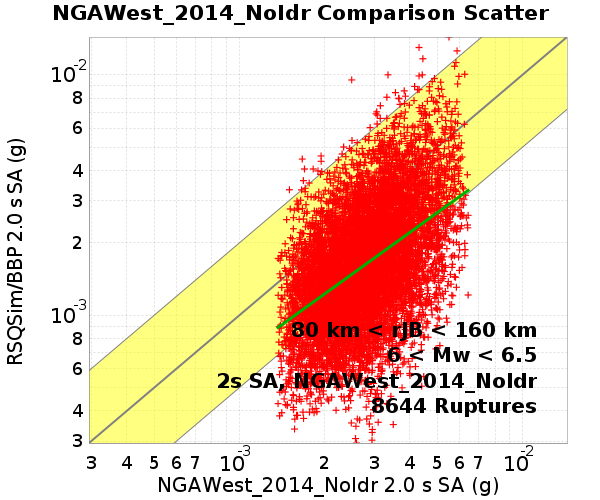 NGAWest_2014_NoIdr Comparison Scatter
RSQSim/BBP 2.0 s SA (g)
10-2
8
6
4
3
2
10-3
8
6
4
3
80 km < rJB < 160 km
6 < Mw < 6.5
2s SA, NGAWest_2014_NoIdr
8644 Ruptures
3 4 5 6 7 10-3 2 3 4 5 6 7 10-2
NGAWest_2014_NoIdr 2.0 s SA (g)